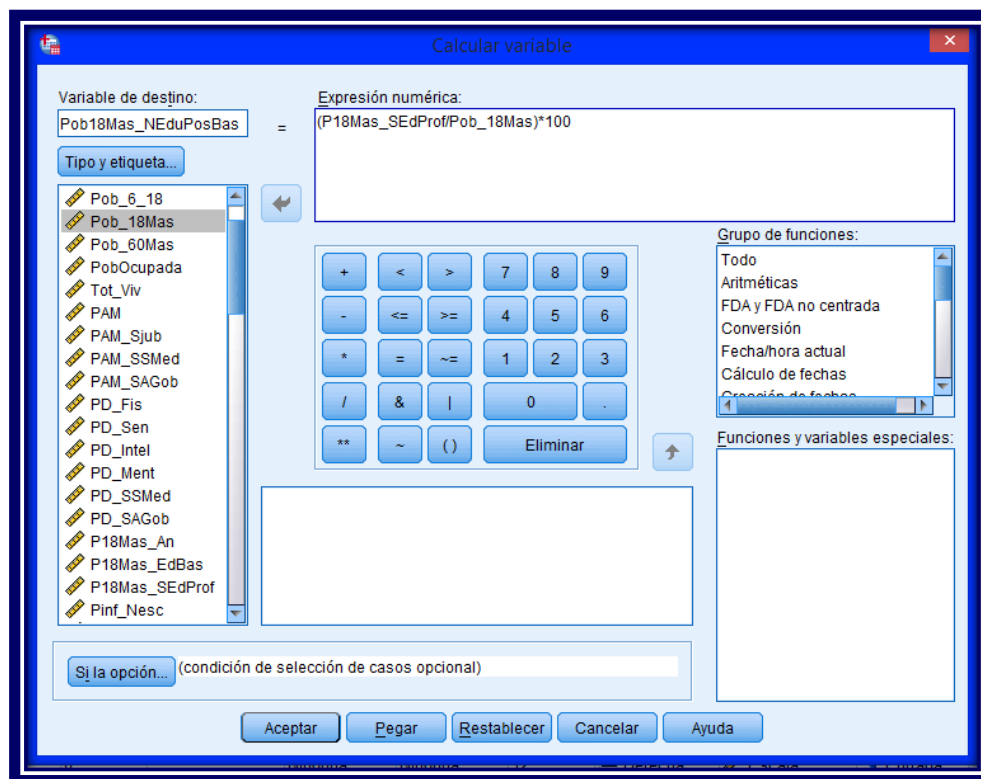 Calcular variable
Variable de destino:
Expresión numérica:
Pob18Mas_NEduPosBas
=
(P18Mas_SEdProf/Pob_18Mas)*100
Tipo y etiqueta...
Pob_6_18
Pob_18Mas
Pob_60Mas
PobOcupada
Tot_Viv
PAM
PAM_Sjub
PAM_SSMed
PAM_SAGob
PD_Fis
PD_Sen
PD_Intel
PD_Ment
PD_SSMed
PD_SAGob
P18Mas_An
P18Mas_EdBas
P18Mas_SEdProf
Pinf_Nesc
+ < > 7 8 9
- <= >= 4 5 6
* = ~= 1 2 3
/ & | 0 .
** ~ ( ) Eliminar
Grupo de funciones:
Todo
Aritméticas
FDA y FDA no centrada
Conversión
Fecha/hora actual
Cálculo de fechas
Creación de fechas
Funciones y variables especiales:
Si la opción... (condición de selección de casos opcional)
Aceptar Pegar Restablecer Cancelar Ayuda